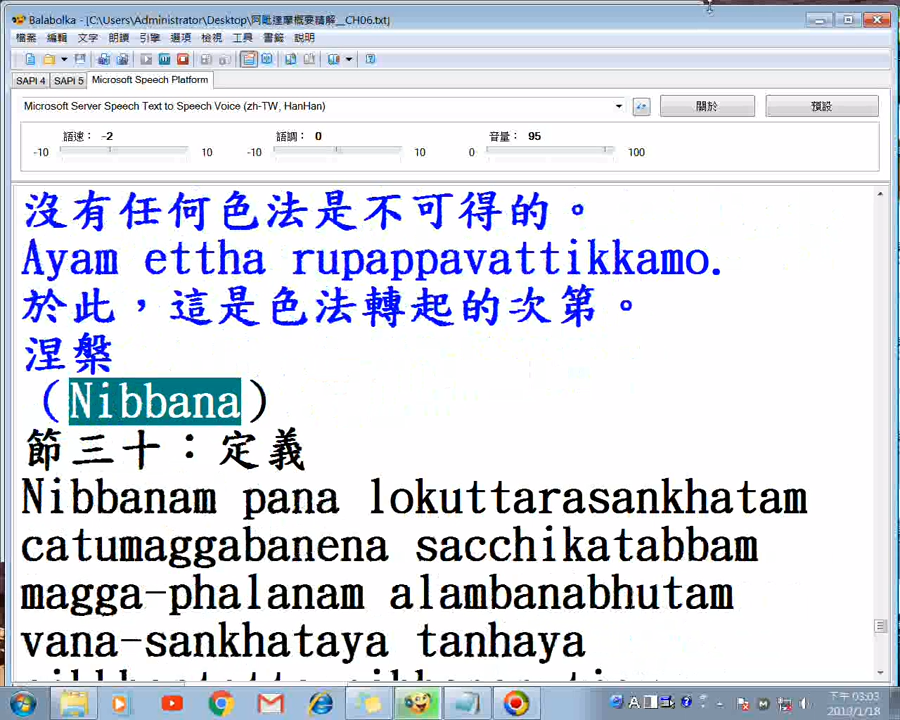 Balabolka - [C:\Users\Administrator\Desktop\阿毗達摩概要精解__CH06.txt]
檔案 編輯 文字 朗讀 引擎 選項 檢視 工具 書籤 說明
SAPI 4 SAPI 5 Microsoft Speech Platform
Microsoft Server Speech Text to Speech Voice (zh-TW, HanHan) 關於 預設
語速： -2 語調： 0 音量： 95
-10 10 -10 10 0 100
沒有任何色法是不可得的。
Ayam ettha rupappavattikkamo.
於此，這是色法轉起的次第。
涅槃
（Nibbana）
節三十：定義
Nibbanam pana lokuttarasankhatam
catumaggabanena sacchikatabbam
magga-phalanam alambanabhutam
vana-sankhataya tanhaya
下午 03:03
2019/1/18